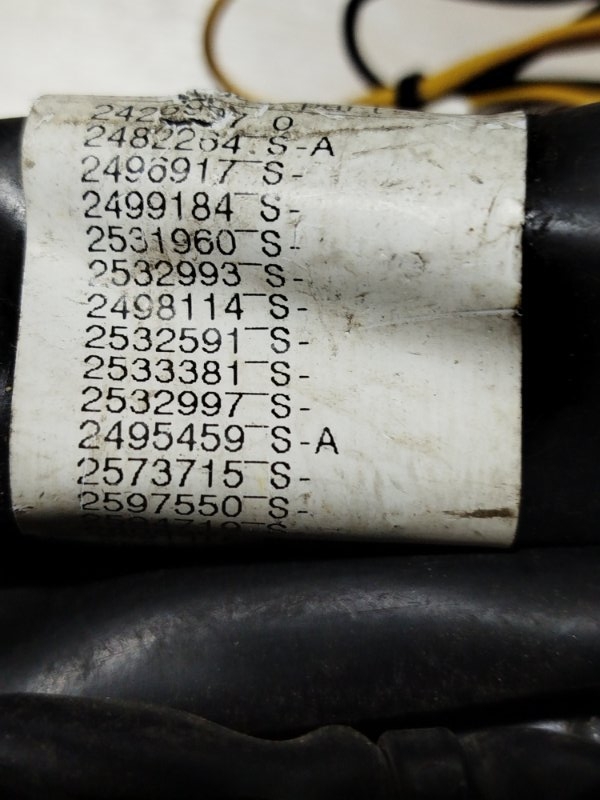 2482264 S-A
2496917 S-
2499184 S-
2531960 S-
2532993 S-
2498114 S-
2532591 S-
2533381 S-
2532997 S-
2495459 S-A
2573715 S-
2597550 S-